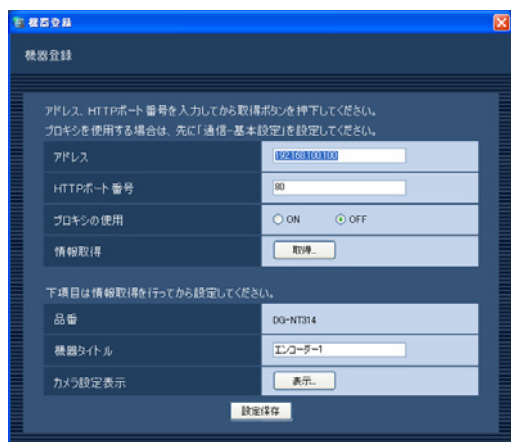 機器登録
機器登録
アドレス、HTTPポート番号を入力してから取得ボタンを押下してください。
プロキシを使用する場合は、先に「通信-基本設定」を設定してください。
アドレス 192.168.100.100
HTTPポート番号 80
プロキシの使用 ON OFF
情報取得 取得...
下項目は情報取得を行ってから設定してください。
品番 DG-NT314
機器タイトル エンコーダー1
カメラ設定表示 表示...
設定保存